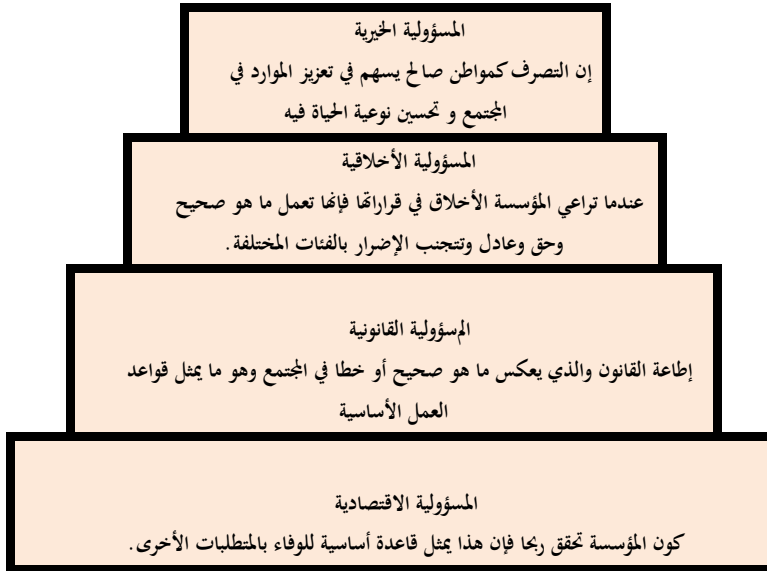 المسؤولية الخيرية
إن التصرف كمواطن صالح يسهم في تعزيز الموارد في
المجتمع و تحسين نوعية الحياة فيه
المسؤولية الأخلاقية
عندما تراعي المؤسسة الأخلاق في قراراتها فإنها تعمل ما هو صحيح
وحق وعادل وتتجنب الإضرار بالفئات المختلفة.
المسؤولية القانونية
إطاعة القانون والذي يعكس ما هو صحيح أو خطا في المجتمع وهو ما يمثل قواعد
العمل الأساسية
المسؤولية الاقتصادية
كون المؤسسة تحقق ربحا فإن هذا يمثل قاعدة أساسية للوفاء بالمتطلبات الأخرى.